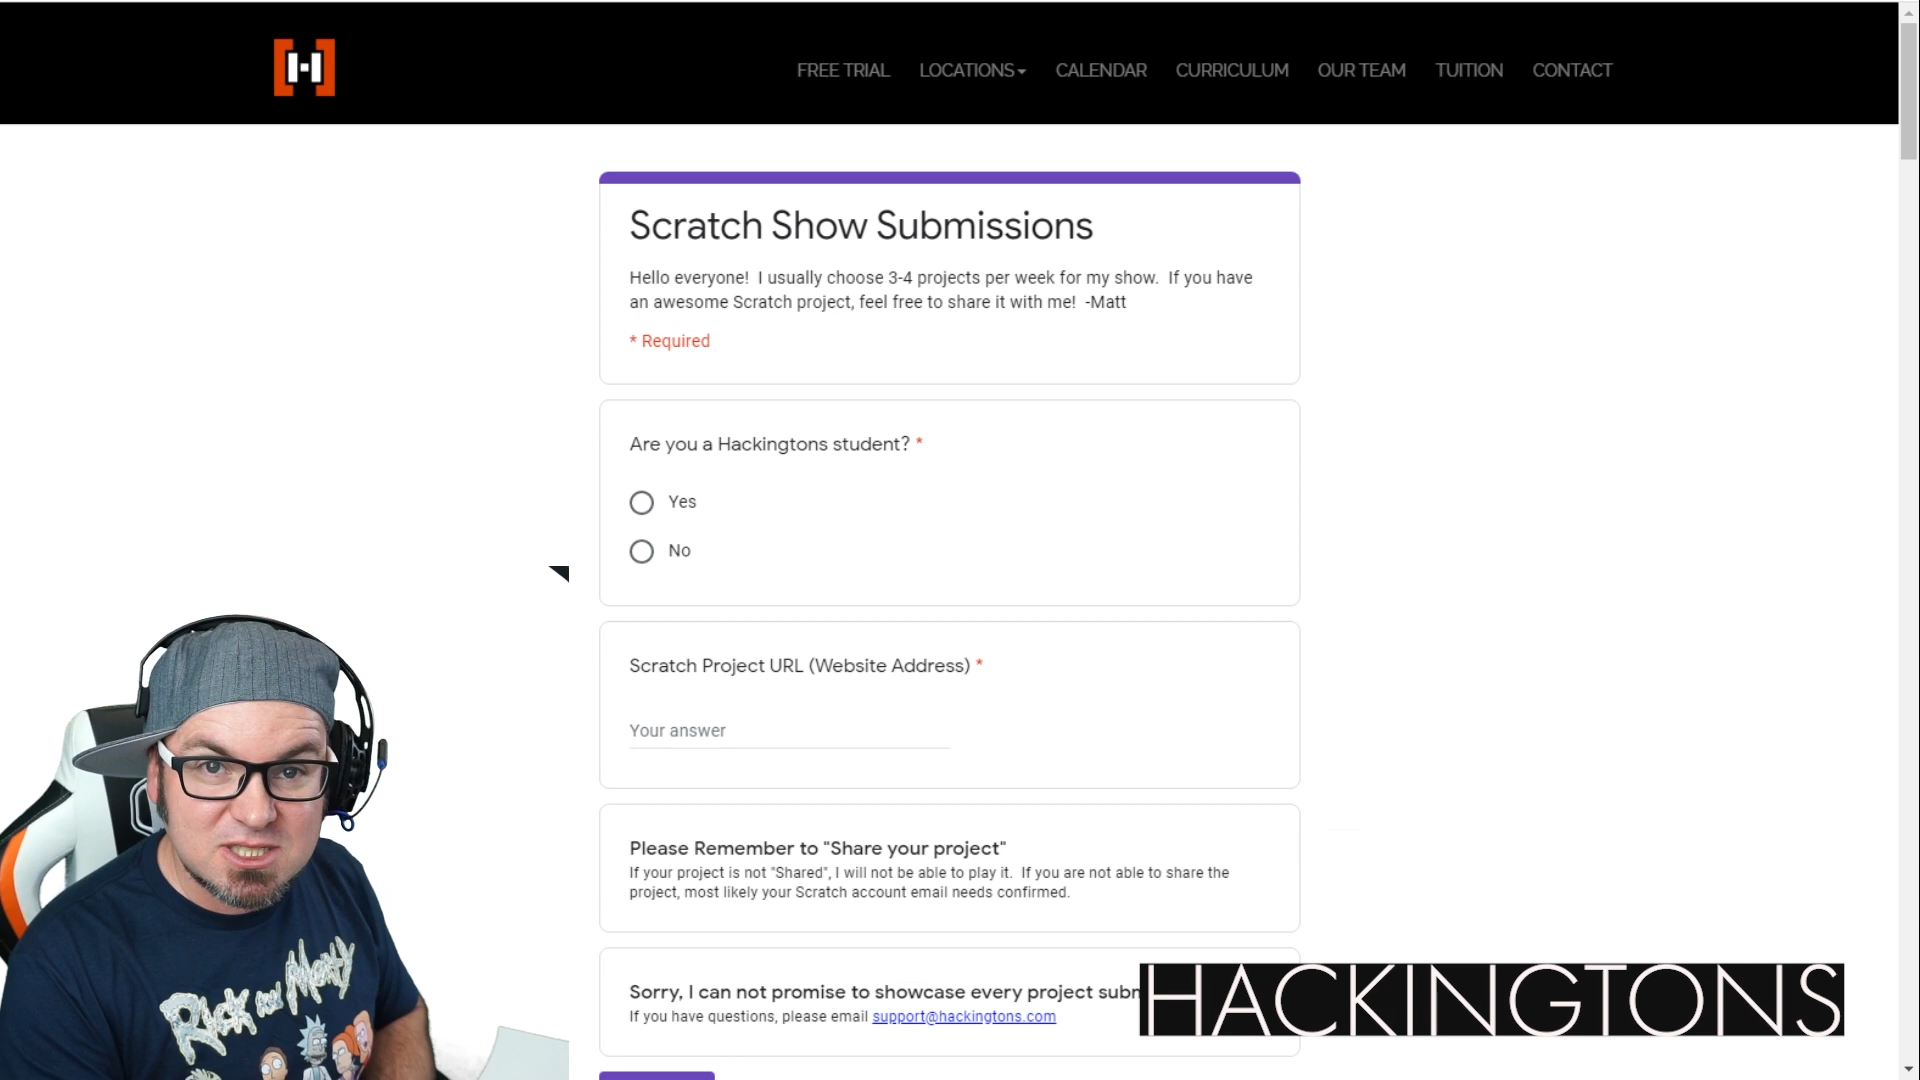 [H]
FREE TRIAL LOCATIONS CALENDAR CURRICULUM OUR TEAM TUITION CONTACT
Scratch Show Submissions
Hello everyone!  I usually choose 3-4 projects per week for my show.  If you have
an awesome Scratch project, feel free to share it with me!  -Matt
* Required
Are you a Hackingtons student? *
Yes
No
Scratch Project URL (Website Address) *
Your answer
Please Remember to "Share your project"
If your project is not "Shared", I will not be able to play it.  If you are not able to share the
project, most likely your Scratch account email needs confirmed.
Sorry, I can not promise to showcase every project
If you have questions, please email support@hackingtons.com
HACKINGTONS
Rick and Morty